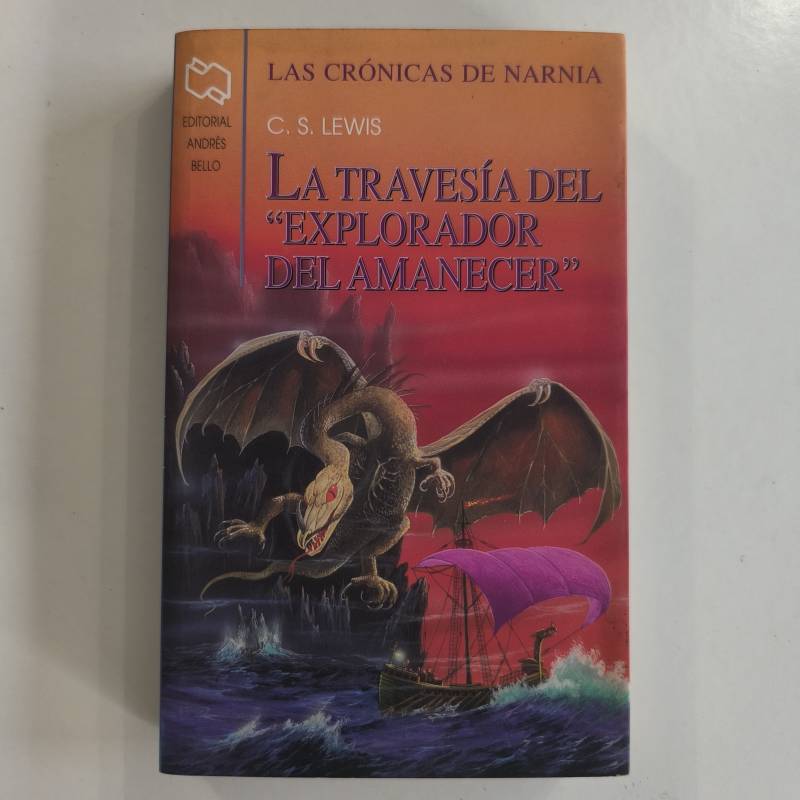 LAS CRÓNICAS DE NARNIA
EDITORIAL
ANDRÉS
BELLO
C. S. LEWIS
LA TRAVESÍA DEL
“EXPLORADOR
DEL AMANECER”